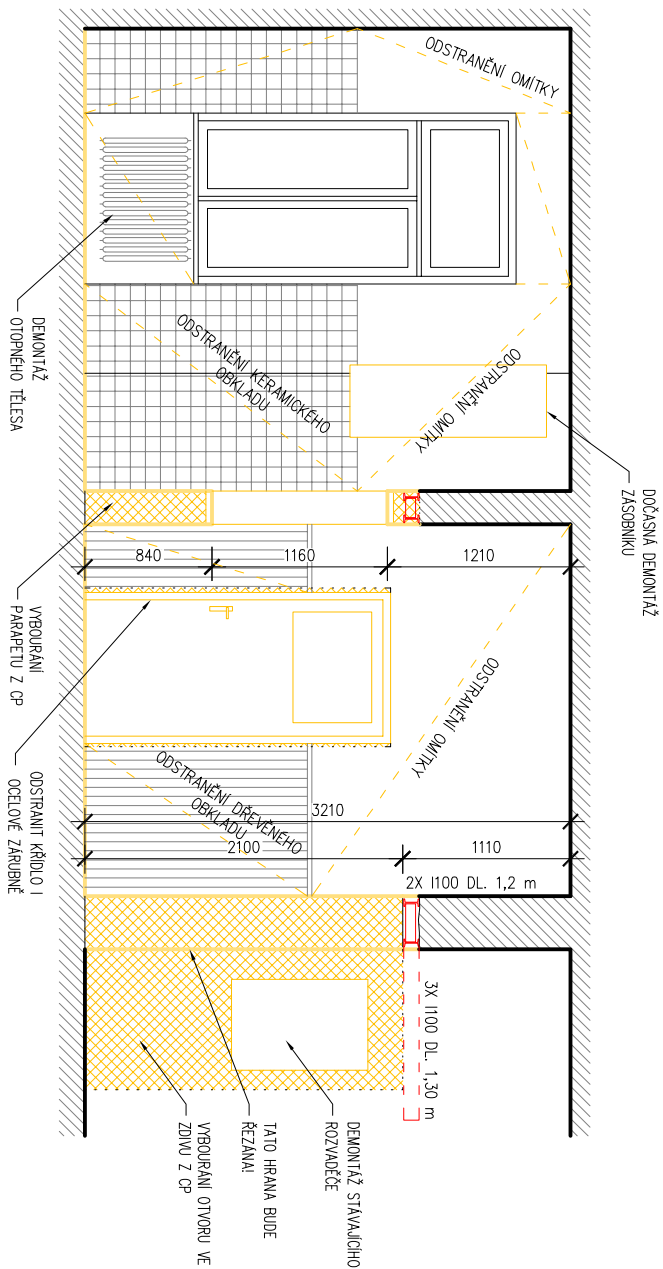 ODSTRANĚNÍ OMÍTKY
DEMONTÁŽ
OTOPNÉHO TĚLESA
ODSTRANĚNÍ KERAMICKÉHO
OBKLADU
ODSTRANĚNÍ OMÍTKY
DOČASNÁ DEMONTÁŽ
ZÁSOBNÍKU
840
1160
1210
VYBOURÁNÍ
PARAPETU Z CP
ODSTRANĚNÍ OMÍTKY
ODSTRANIT KŘÍDLO I
OCELOVÉ ZÁRUBNĚ
ODSTRANĚNÍ DŘEVĚNÉHO
OBKLADU
3210
2100
1110
2X I100 DL. 1,2 m
3X I100 DL. 1,30 m
DEMONTÁŽ STÁVAJÍCÍHO
ROZVADĚČE
TATO HRANA BUDE
ŘEZÁNA!
VYBOURÁNÍ OTVORU VE
ZDIVU Z CP